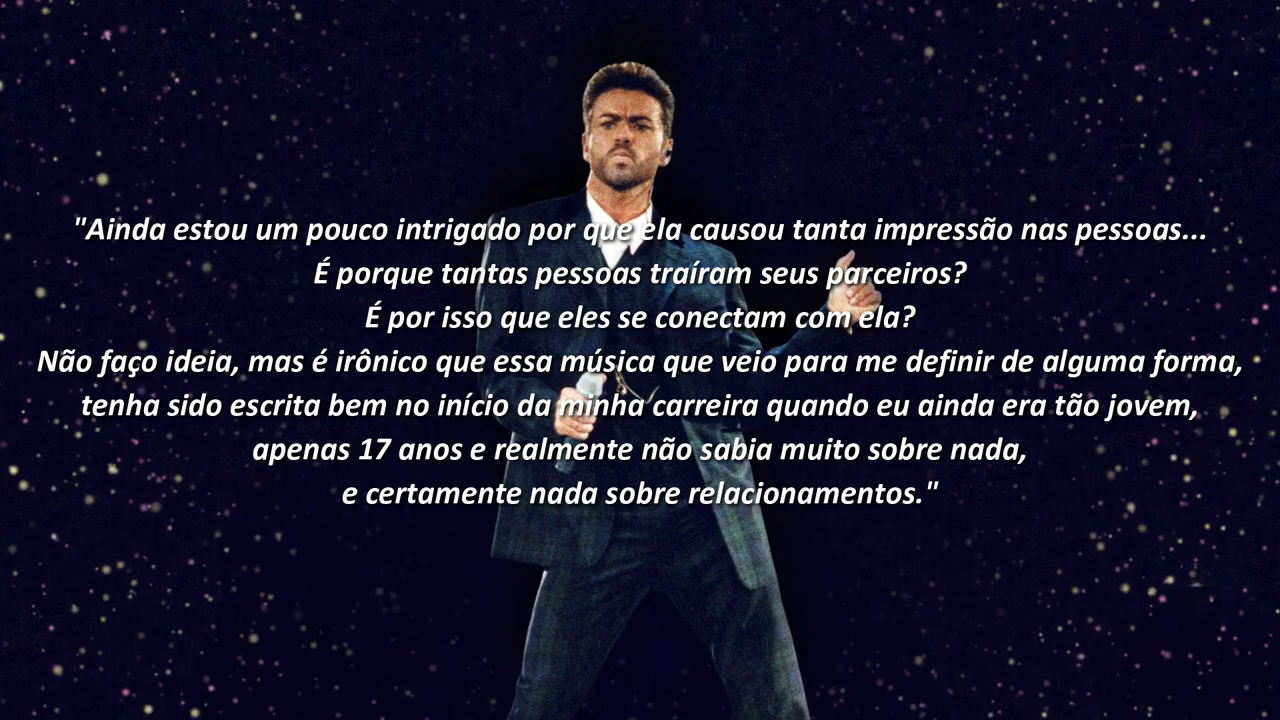 "Ainda estou um pouco intrigado por que ela causou tanta impressão nas pessoas...
É porque tantas pessoas traíram seus parceiros?
É por isso que eles se conectam com ela?
Não faço ideia, mas é irônico que essa música que veio para me definir de alguma forma,
tenha sido escrita bem no início da minha carreira quando eu ainda era tão jovem,
apenas 17 anos e realmente não sabia muito sobre nada,
e certamente nada sobre relacionamentos."